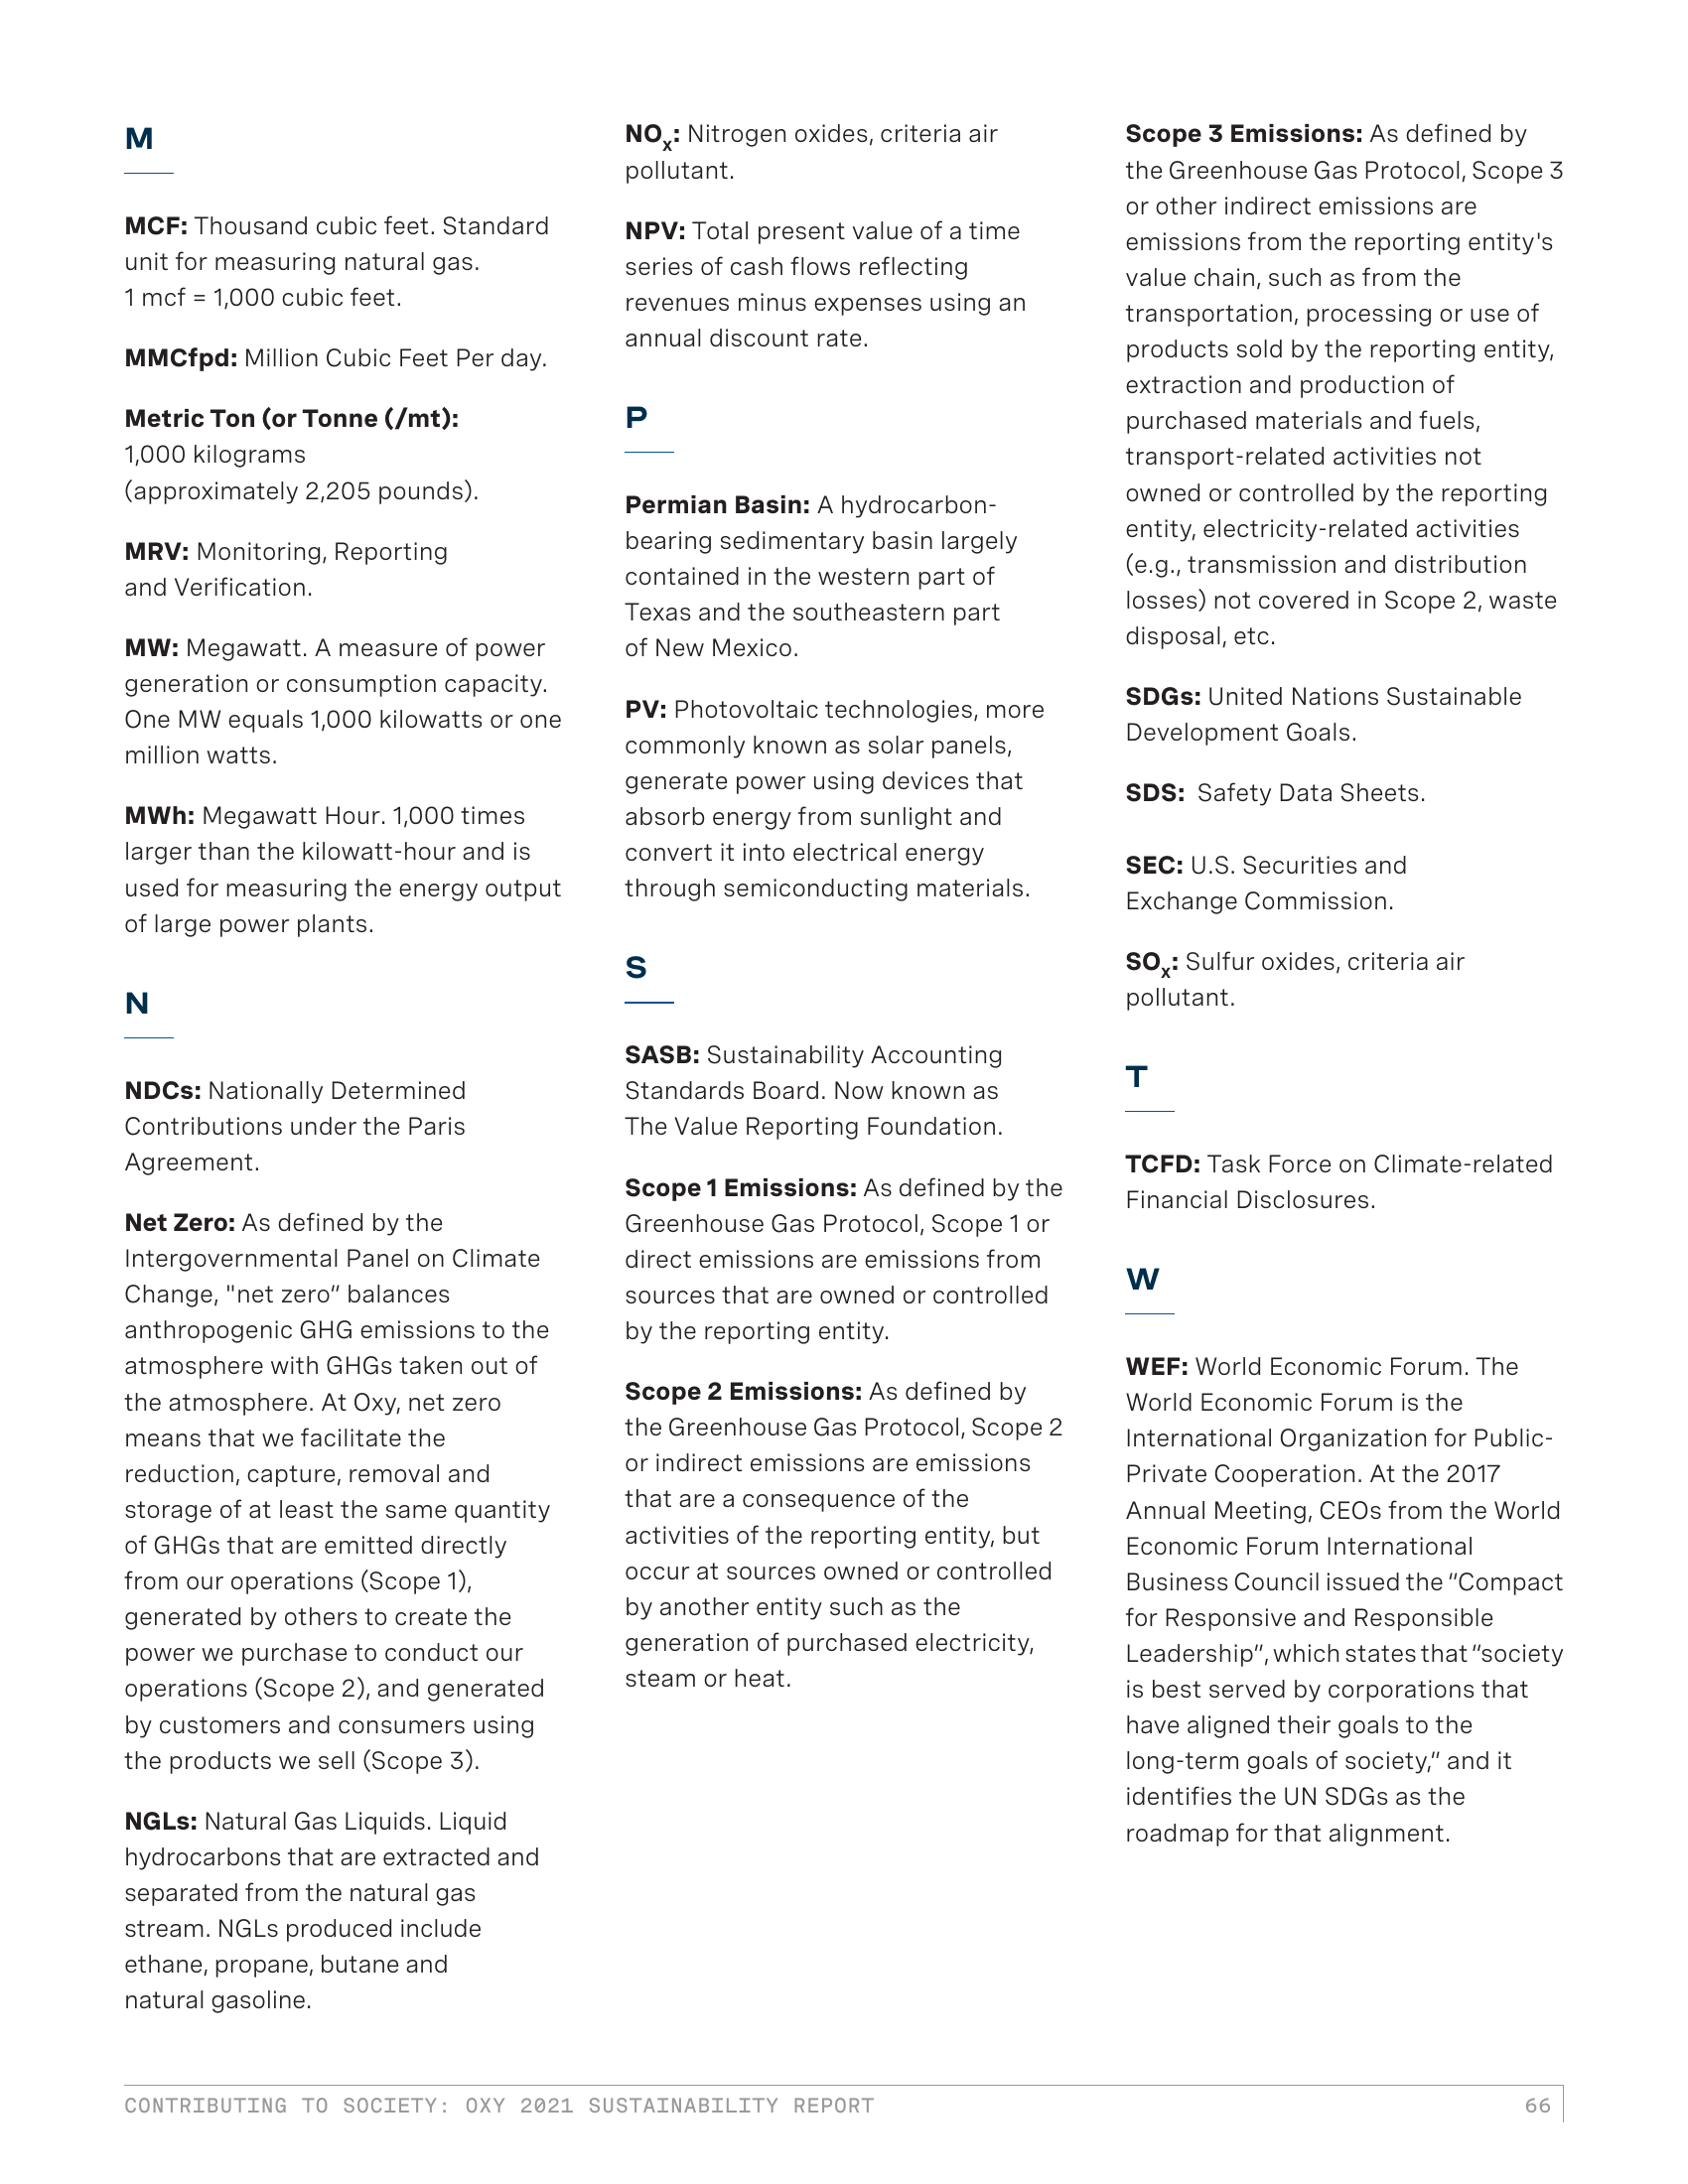 M
MCF: Thousand cubic feet. Standard
unit for measuring natural gas.
1 mcf = 1,000 cubic feet.
MMCfpd: Million Cubic Feet Per day.
Metric Ton (or Tonne (/mt):
1,000 kilograms
(approximately 2,205 pounds).
MRV: Monitoring, Reporting
and Verification.
MW: Megawatt. A measure of power
generation or consumption capacity.
One MW equals 1,000 kilowatts or one
million watts.
MWh: Megawatt Hour. 1,000 times
larger than the kilowatt-hour and is
used for measuring the energy output
of large power plants.
N
NDCs: Nationally Determined
Contributions under the Paris
Agreement.
Net Zero: As defined by the
Intergovernmental Panel on Climate
Change, "net zero” balances
anthropogenic GHG emissions to the
atmosphere with GHGs taken out of
the atmosphere. At Oxy, net zero
means that we facilitate the
reduction, capture, removal and
storage of at least the same quantity
of GHGs that are emitted directly
from our operations (Scope 1),
generated by others to create the
power we purchase to conduct our
operations (Scope 2), and generated
by customers and consumers using
the products we sell (Scope 3).
NGLs: Natural Gas Liquids. Liquid
hydrocarbons that are extracted and
separated from the natural gas
stream. NGLs produced include
ethane, propane, butane and
natural gasoline.
NOx: Nitrogen oxides, criteria air
pollutant.
NPV: Total present value of a time
series of cash flows reflecting
revenues minus expenses using an
annual discount rate.
P
Permian Basin: A hydrocarbon-
bearing sedimentary basin largely
contained in the western part of
Texas and the southeastern part
of New Mexico.
PV: Photovoltaic technologies, more
commonly known as solar panels,
generate power using devices that
absorb energy from sunlight and
convert it into electrical energy
through semiconducting materials.
S
SASB: Sustainability Accounting
Standards Board. Now known as
The Value Reporting Foundation.
Scope 1 Emissions: As defined by the
Greenhouse Gas Protocol, Scope 1 or
direct emissions are emissions from
sources that are owned or controlled
by the reporting entity.
Scope 2 Emissions: As defined by
the Greenhouse Gas Protocol, Scope 2
or indirect emissions are emissions
that are a consequence of the
activities of the reporting entity, but
occur at sources owned or controlled
by another entity such as the
generation of purchased electricity,
steam or heat.
Scope 3 Emissions: As defined by
the Greenhouse Gas Protocol, Scope 3
or other indirect emissions are
emissions from the reporting entity's
value chain, such as from the
transportation, processing or use of
products sold by the reporting entity,
extraction and production of
purchased materials and fuels,
transport-related activities not
owned or controlled by the reporting
entity, electricity-related activities
(e.g., transmission and distribution
losses) not covered in Scope 2, waste
disposal, etc.
SDGs: United Nations Sustainable
Development Goals.
SDS: Safety Data Sheets.
SEC: U.S. Securities and
Exchange Commission.
SOx: Sulfur oxides, criteria air
pollutant.
T
TCFD: Task Force on Climate-related
Financial Disclosures.
W
WEF: World Economic Forum. The
World Economic Forum is the
International Organization for Public-
Private Cooperation. At the 2017
Annual Meeting, CEOs from the World
Economic Forum International
Business Council issued the “Compact
for Responsive and Responsible
Leadership”, which states that “society
is best served by corporations that
have aligned their goals to the
long-term goals of society,“ and it
identifies the UN SDGs as the
roadmap for that alignment.
CONTRIBUTING TO SOCIETY: OXY 2021 SUSTAINABILITY REPORT
66